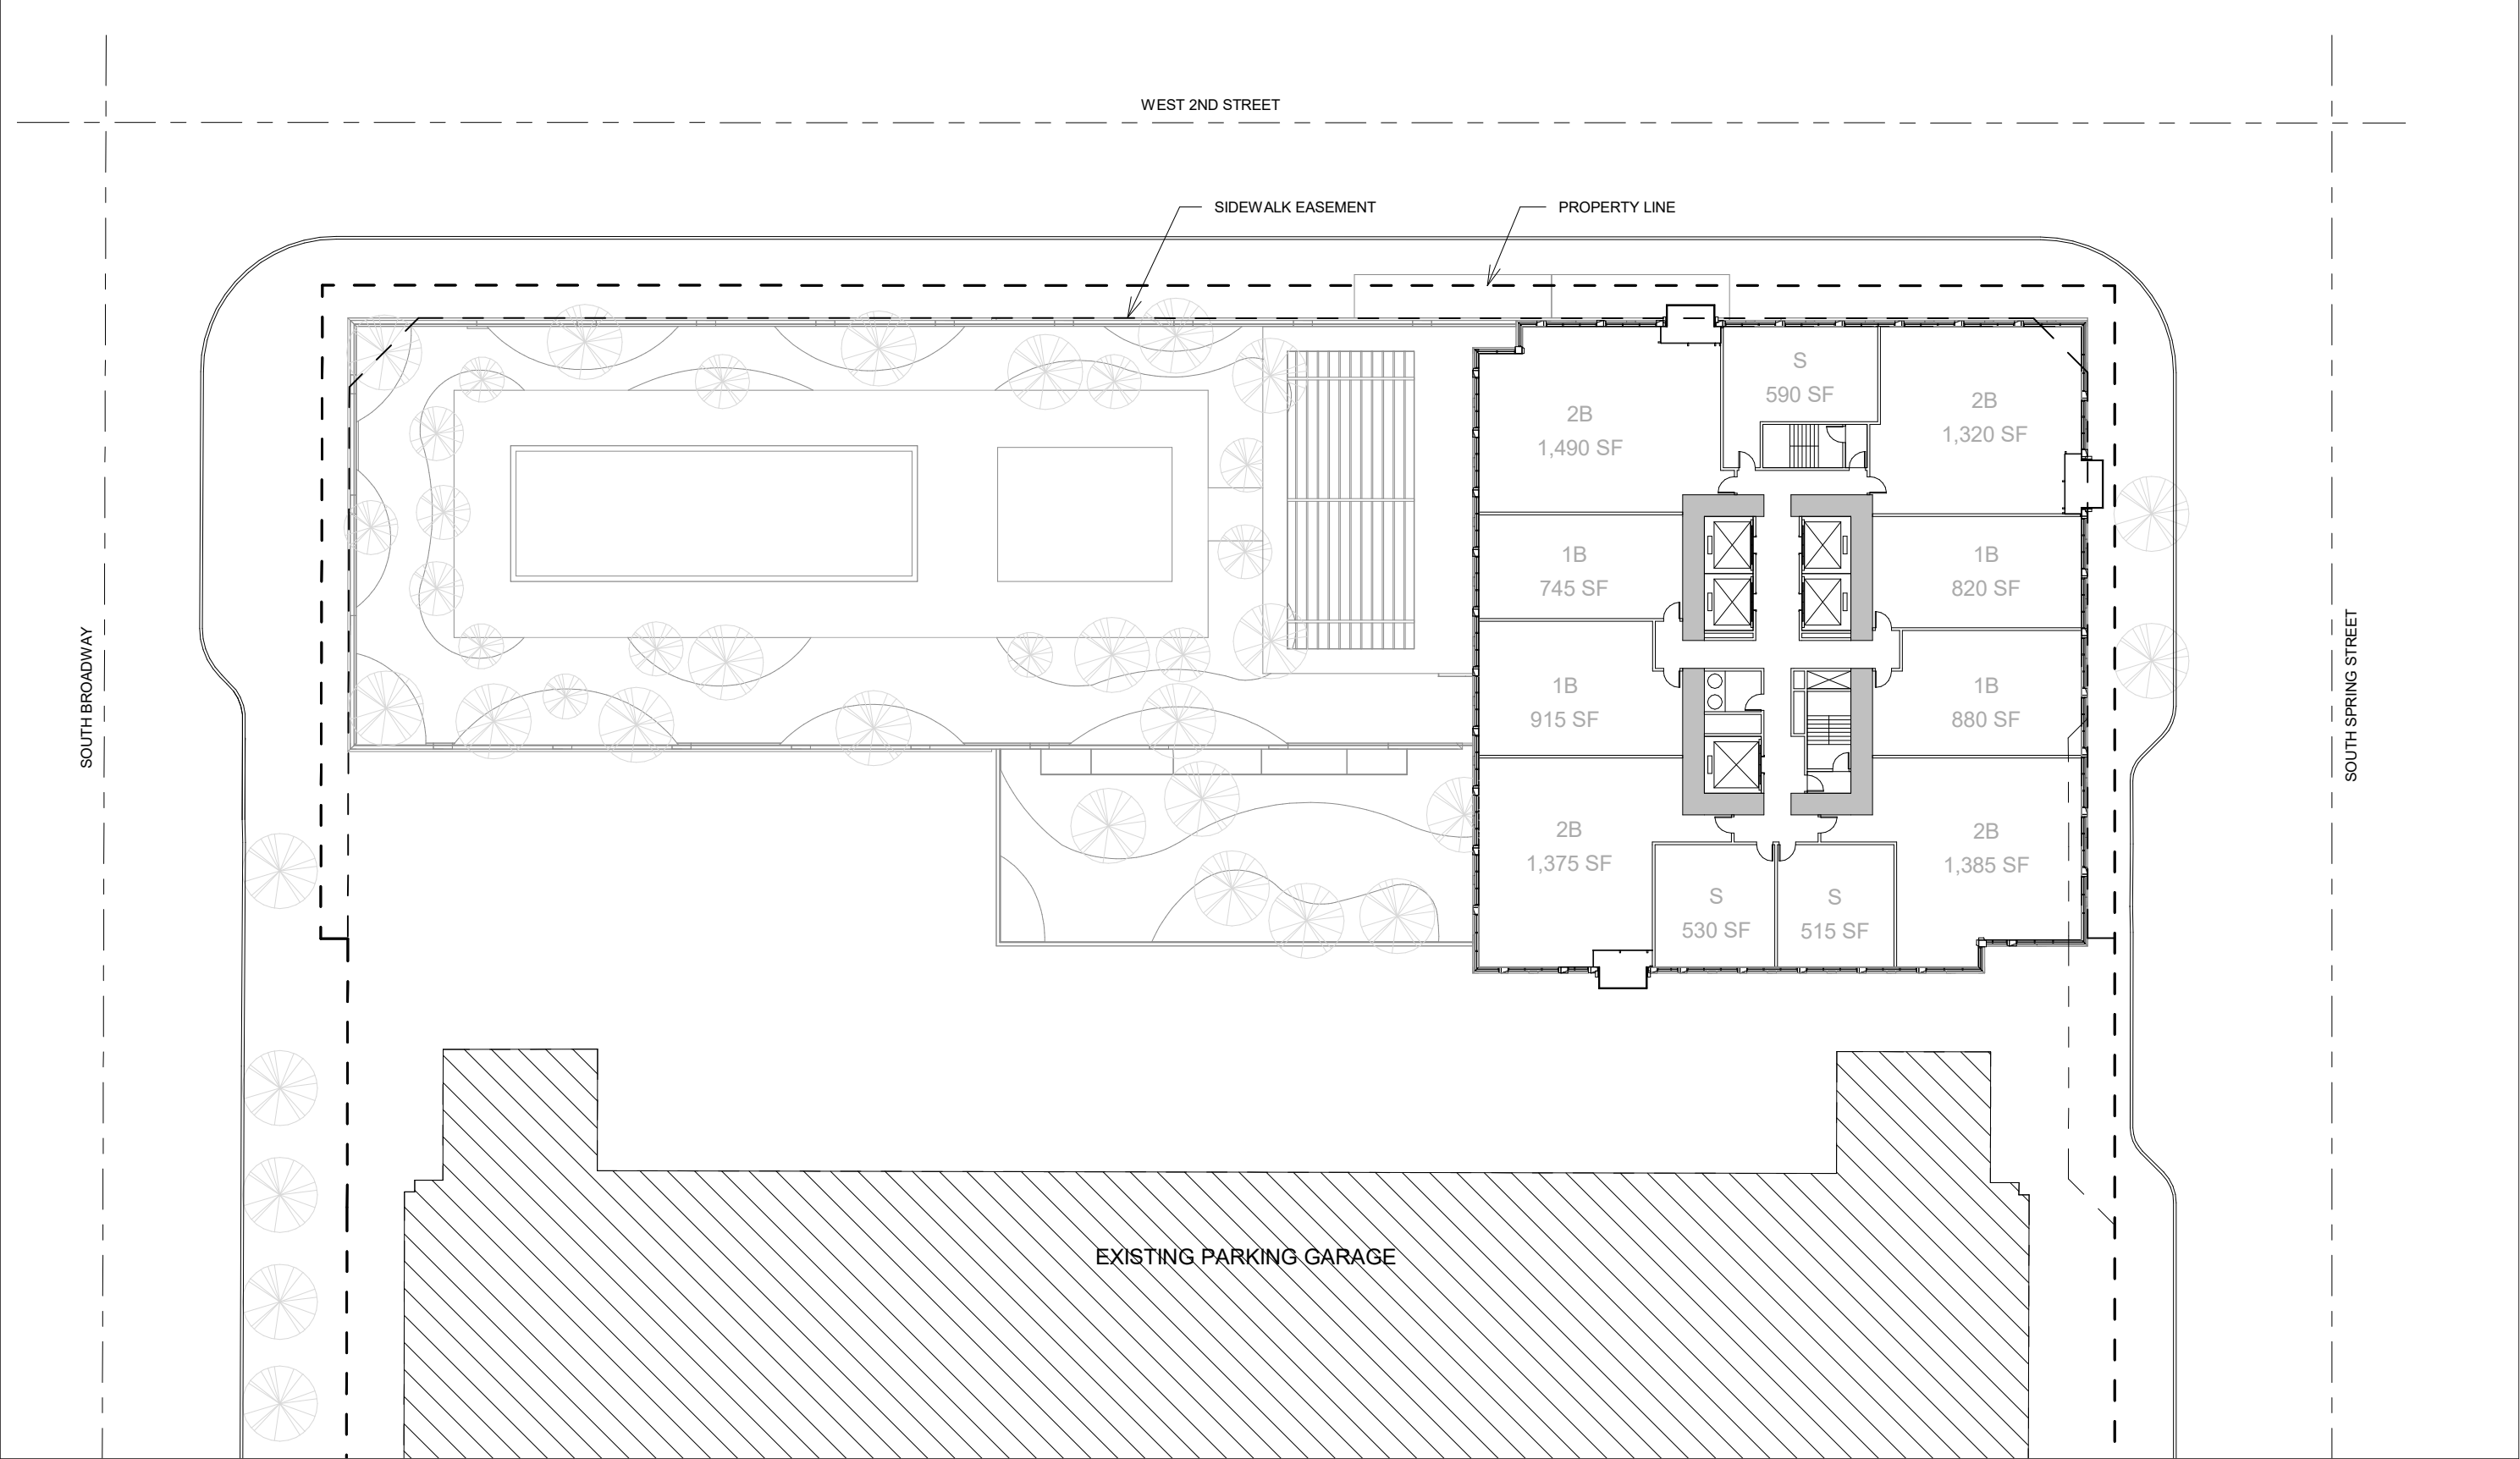 WEST 2ND STREET
SIDEWALK EASEMENT
PROPERTY LINE
SOUTH BROADWAY
SOUTH SPRING STREET
2B
1,490 SF
S
590 SF
2B
1,320 SF
1B
745 SF
1B
820 SF
1B
915 SF
1B
880 SF
2B
1,375 SF
S
530 SF
S
515 SF
2B
1,385 SF
EXISTING PARKING GARAGE